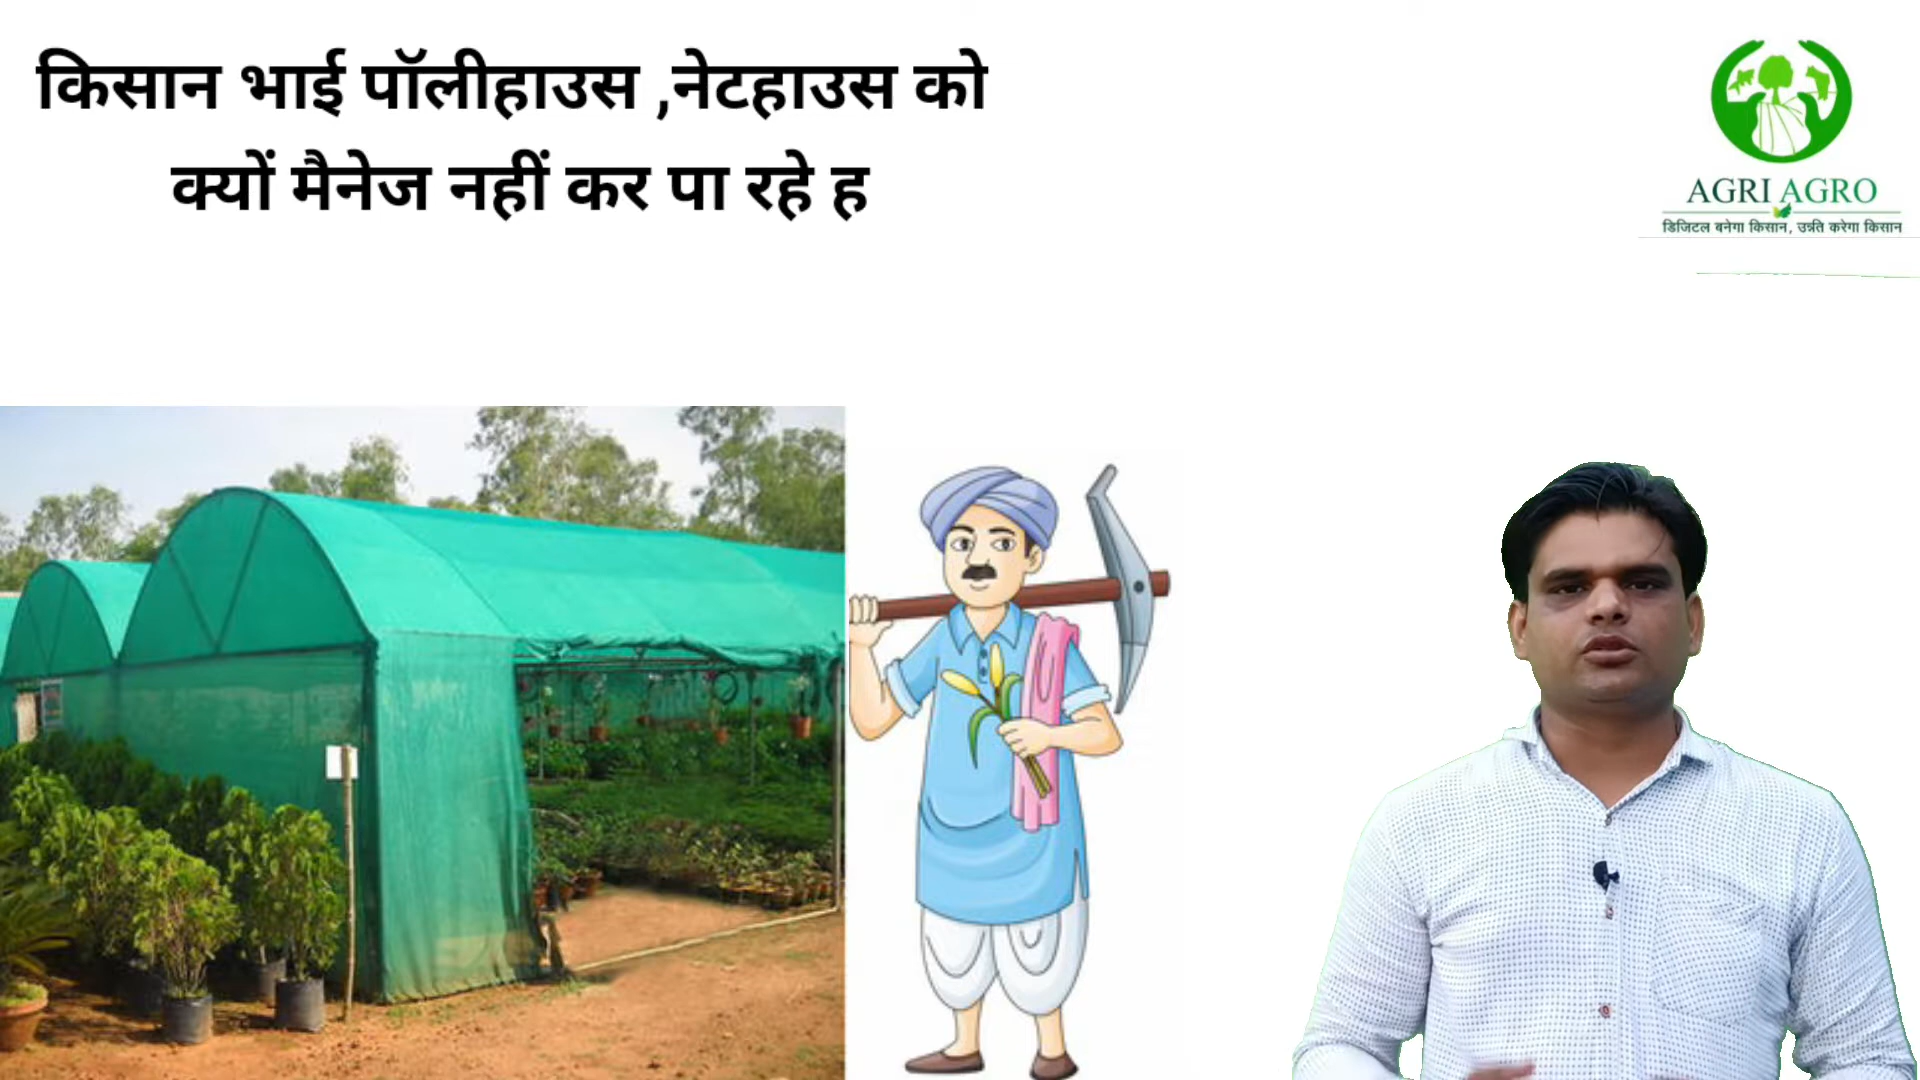 किसान भाई पॉलीहाउस ,नेटहाउस को
क्यों मैनेज नहीं कर पा रहे ह
AGRI AGRO
डिजिटल बनेगा किसान, उन्नति करेगा किसान